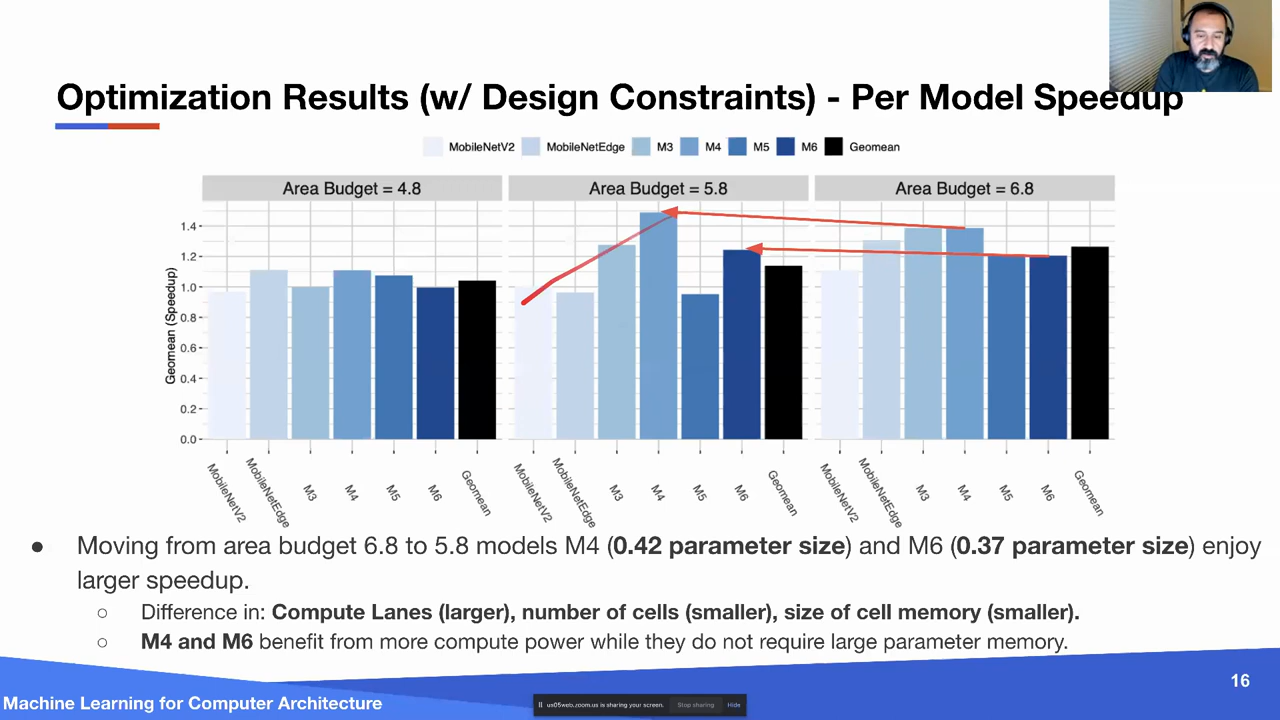 Optimization Results (w/ Design Constraints) - Per Model Speedup
MobileNetV2 MobileNetEdge M3 M4 M5 M6 Geomean
Area Budget = 4.8 Area Budget = 5.8 Area Budget = 6.8
Geomean (Speedup)
1.4
1.2
1.0
0.8
0.6
0.4
0.2
0.0
MobileNetV2 MobileNetEdge M3 M4 M5 M6 Geomean MobileNetV2 MobileNetEdge M3 M4 M5 M6 Geomean MobileNetV2 MobileNetEdge M3 M4 M5 M6 Geomean
● Moving from area budget 6.8 to 5.8 models M4 (0.42 parameter size) and M6 (0.37 parameter size) enjoy
larger speedup.
○ Difference in: Compute Lanes (larger), number of cells (smaller), size of cell memory (smaller).
○ M4 and M6 benefit from more compute power while they do not require large parameter memory.
16
Machine Learning for Computer Architecture
us05web.zoom.us is sharing your screen. Stop sharing Hide